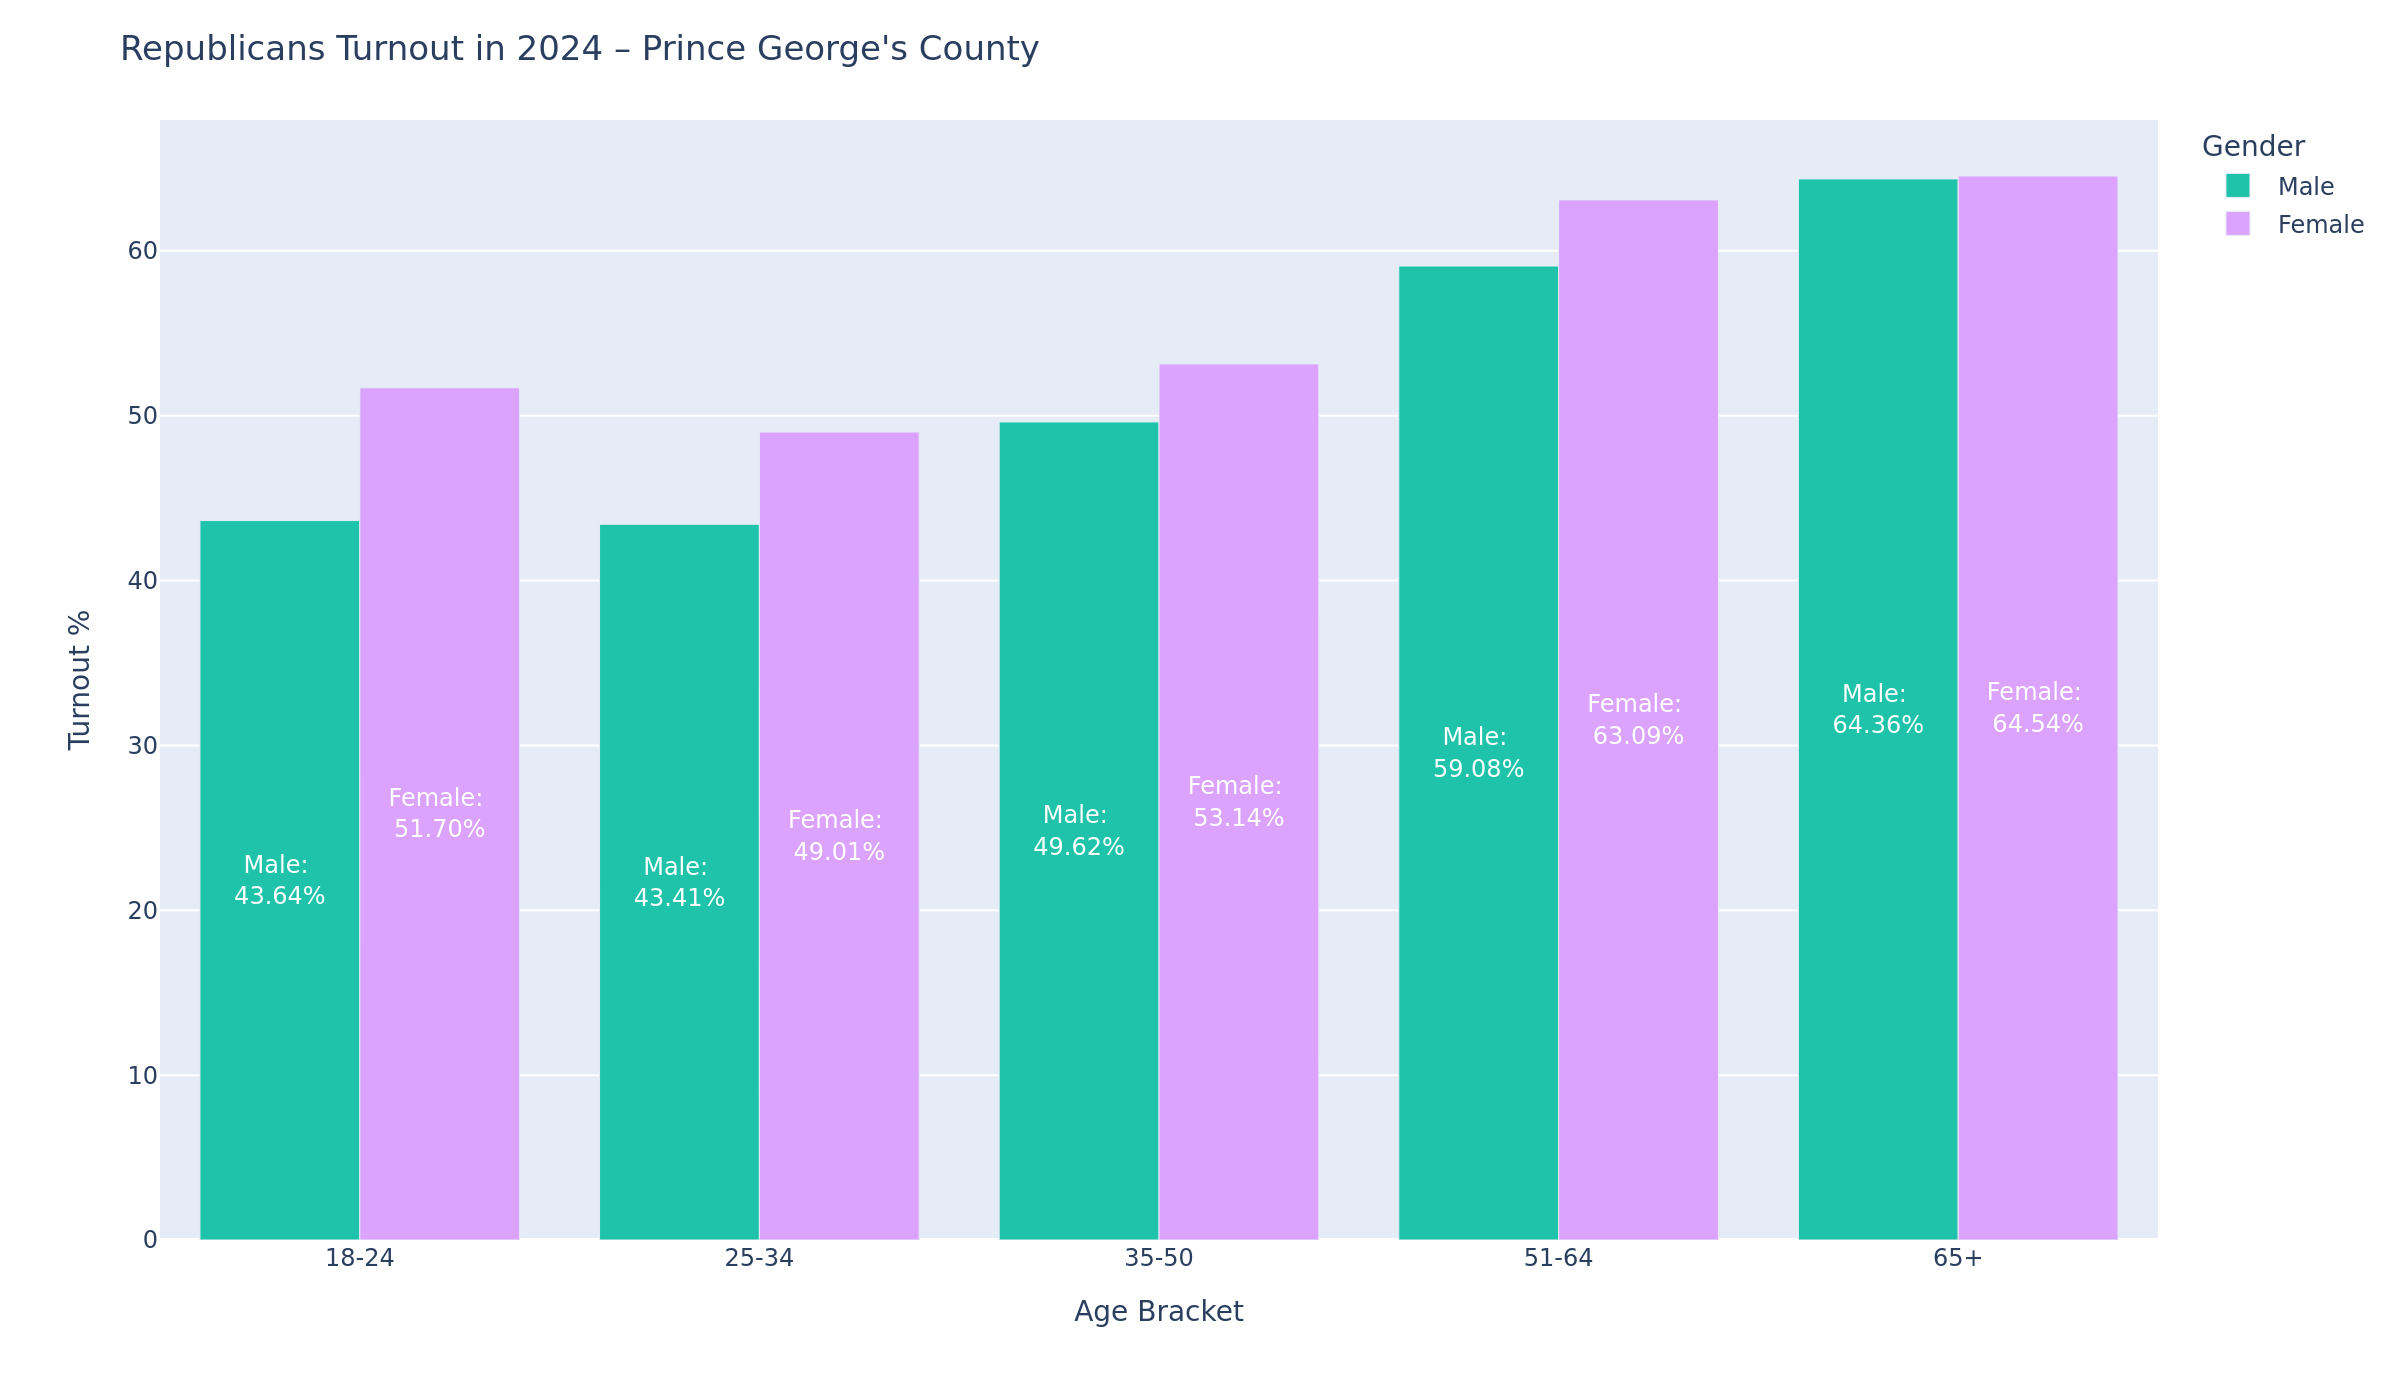 Republicans Turnout in 2024 – Prince George's County
Gender
Male
Female
Turnout %
60
50
40
30
20
10
0
Male:
43.64%
Female:
51.70%
Male:
43.41%
Female:
49.01%
Male:
49.62%
Female:
53.14%
Male:
59.08%
Female:
63.09%
Male:
64.36%
Female:
64.54%
18-24
25-34
35-50
51-64
65+
Age Bracket